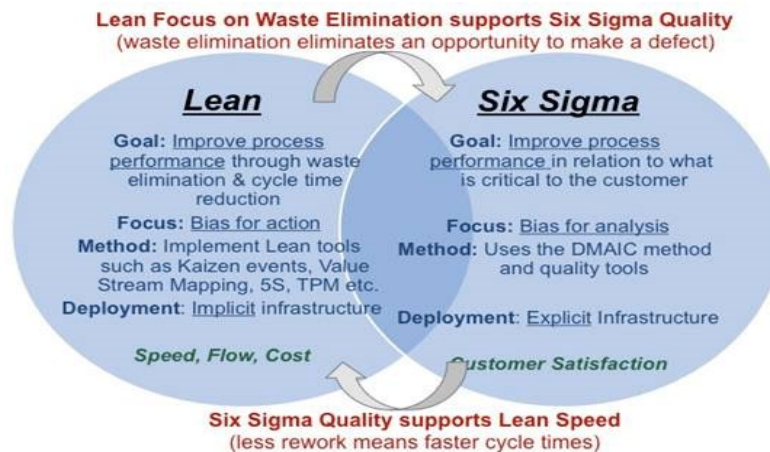 Lean Focus on Waste Elimination supports Six Sigma Quality
(waste elimination eliminates an opportunity to make a defect)
Lean
Goal: Improve process
performance through waste
elimination & cycle time
reduction
Focus: Bias for action
Method: Implement Lean tools
such as Kaizen events, Value
Stream Mapping, 5S, TPM etc.
Deployment: Implicit infrastructure
Speed, Flow, Cost
Six Sigma
Goal: Improve process
performance in relation to what
is critical to the customer
Focus: Bias for analysis
Method: Uses the DMAIC method
and quality tools
Deployment: Explicit Infrastructure
Customer Satisfaction
Six Sigma Quality supports Lean Speed
(less rework means faster cycle times)